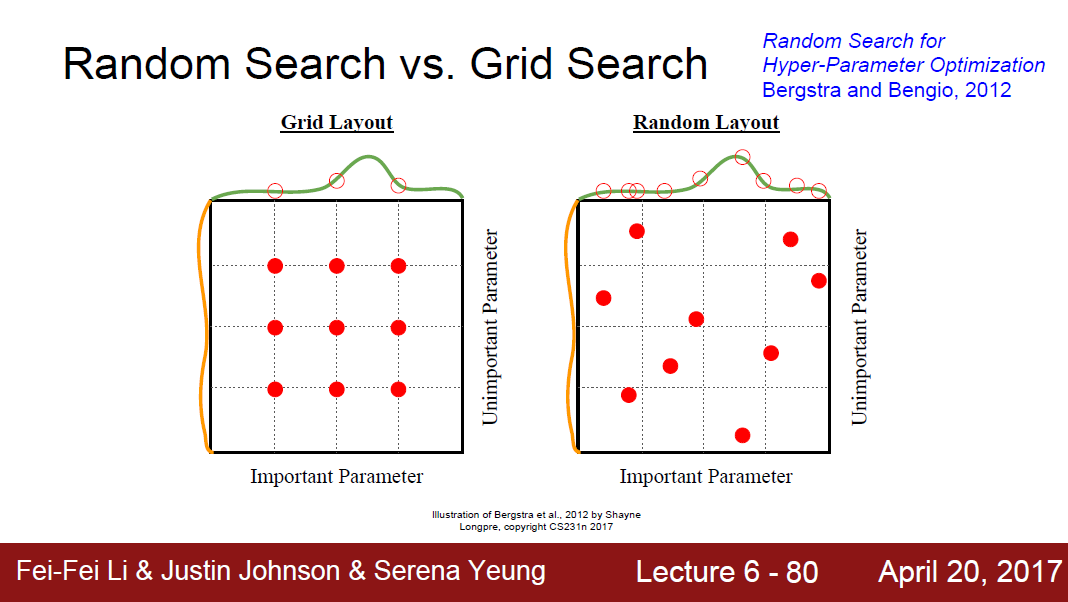 Random Search vs. Grid Search
Random Search for
Hyper-Parameter Optimization
Bergstra and Bengio, 2012
Grid Layout
Unimportant Parameter
Important Parameter
Random Layout
Unimportant Parameter
Important Parameter
Illustration of Bergstra et al., 2012 by Shayne
Longpre, copyright CS231n 2017
Fei-Fei Li & Justin Johnson & Serena Yeung
Lecture 6 - 80
April 20, 2017